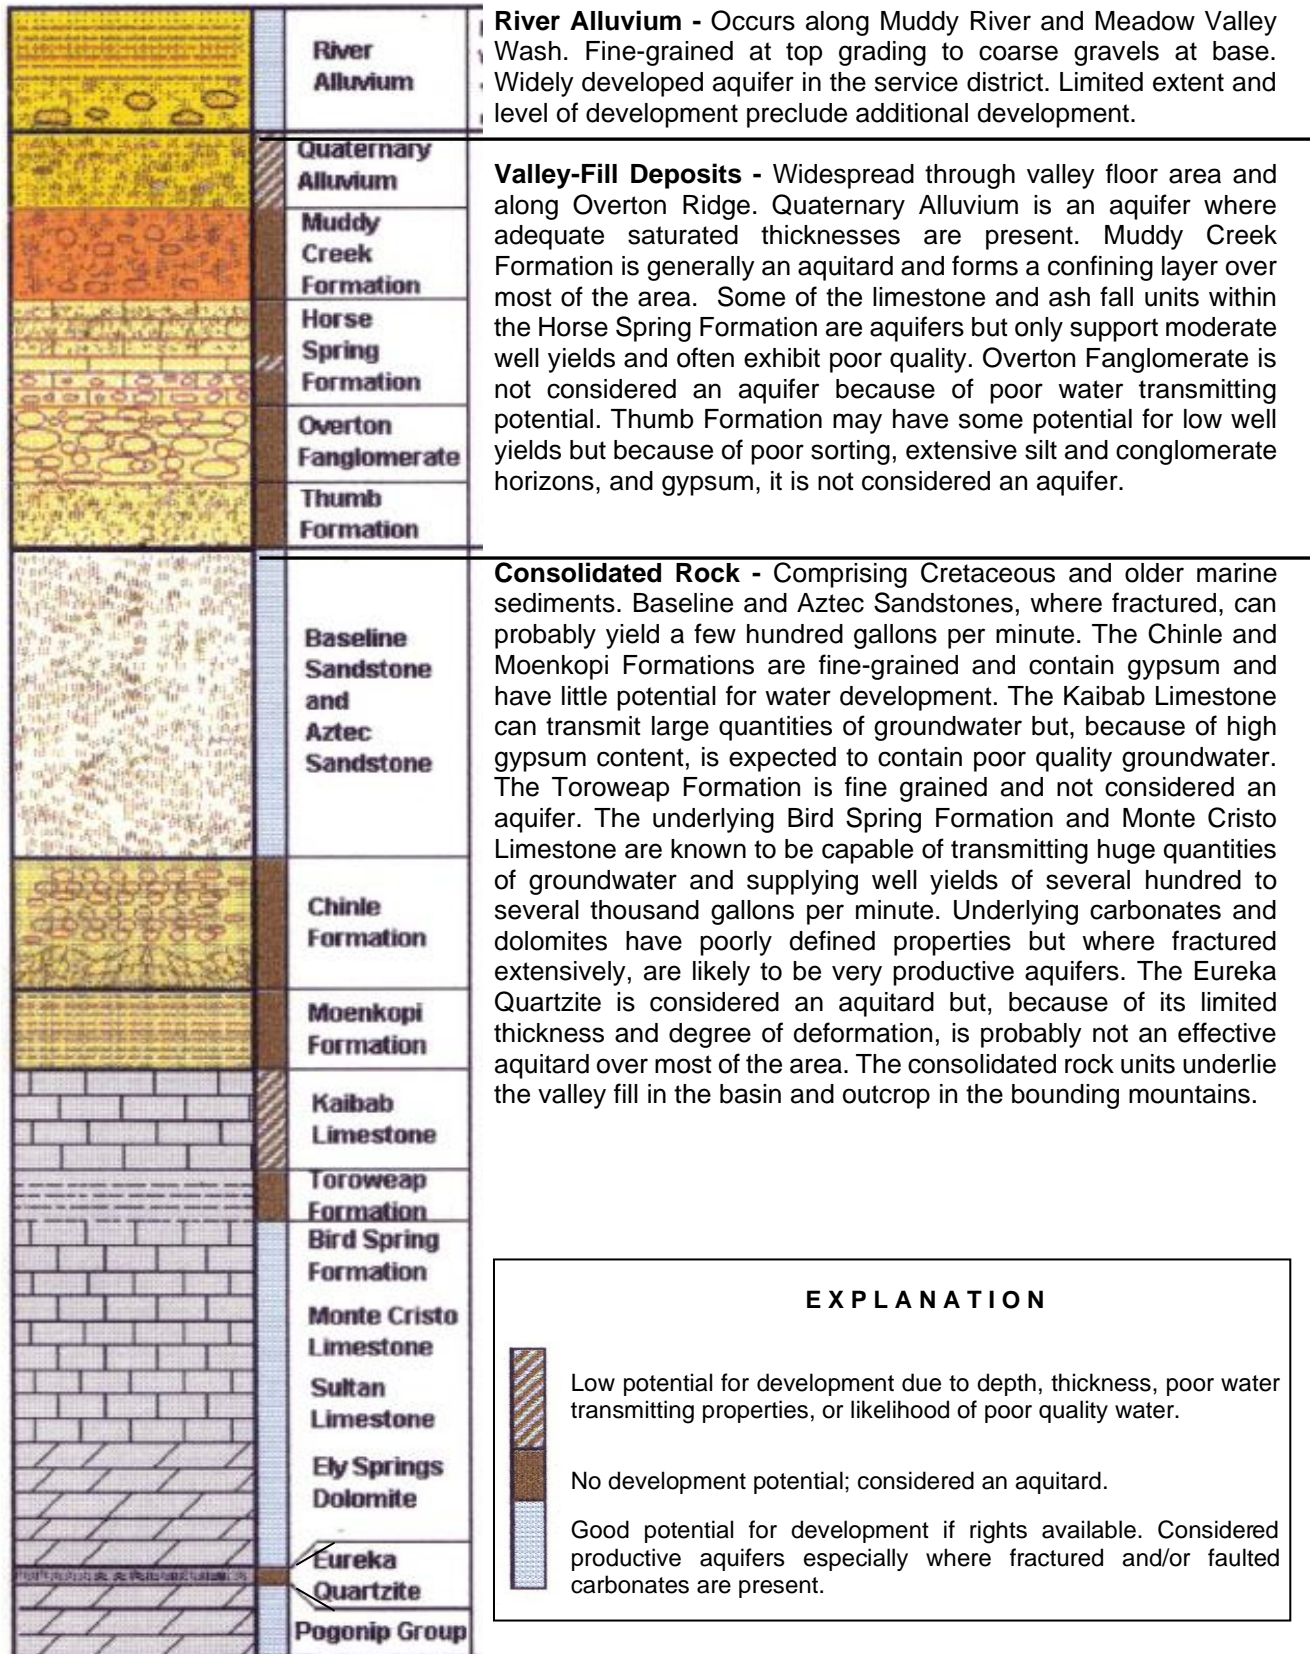 River
Alluvium
Quaternary
Alluvium
Muddy
Creek
Formation
Horse
Spring
Formation
Overton
Fanglomerate
Thumb
Formation
Baseline
Sandstone
and
Aztec
Sandstone
Chinle
Formation
Moenkopi
Formation
Kaibab
Limestone
Toroweap
Formation
Bird Spring
Formation
Monte Cristo
Limestone
Sultan
Limestone
Ely Springs
Dolomite
Eureka
Quartzite
Pogonip Group
River Alluvium - Occurs along Muddy River and Meadow Valley
Wash. Fine-grained at top grading to coarse gravels at base.
Widely developed aquifer in the service district. Limited extent and
level of development preclude additional development.
Valley-Fill Deposits - Widespread through valley floor area and
along Overton Ridge. Quaternary Alluvium is an aquifer where
adequate saturated thicknesses are present. Muddy Creek
Formation is generally an aquitard and forms a confining layer over
most of the area. Some of the limestone and ash fall units within
the Horse Spring Formation are aquifers but only support moderate
well yields and often exhibit poor quality. Overton Fanglomerate is
not considered an aquifer because of poor water transmitting
potential. Thumb Formation may have some potential for low well
yields but because of poor sorting, extensive silt and conglomerate
horizons, and gypsum, it is not considered an aquifer.
Consolidated Rock - Comprising Cretaceous and older marine
sediments. Baseline and Aztec Sandstones, where fractured, can
probably yield a few hundred gallons per minute. The Chinle and
Moenkopi Formations are fine-grained and contain gypsum and
have little potential for water development. The Kaibab Limestone
can transmit large quantities of groundwater but, because of high
gypsum content, is expected to contain poor quality groundwater.
The Toroweap Formation is fine grained and not considered an
aquifer. The underlying Bird Spring Formation and Monte Cristo
Limestone are known to be capable of transmitting huge quantities
of groundwater and supplying well yields of several hundred to
several thousand gallons per minute. Underlying carbonates and
dolomites have poorly defined properties but where fractured
extensively, are likely to be very productive aquifers. The Eureka
Quartzite is considered an aquitard but, because of its limited
thickness and degree of deformation, is probably not an effective
aquitard over most of the area. The consolidated rock units underlie
the valley fill in the basin and outcrop in the bounding mountains.
EXPLANATION
Low potential for development due to depth, thickness, poor water
transmitting properties, or likelihood of poor quality water.
No development potential; considered an aquitard.
Good potential for development if rights available. Considered
productive aquifers especially where fractured and/or faulted
carbonates are present.